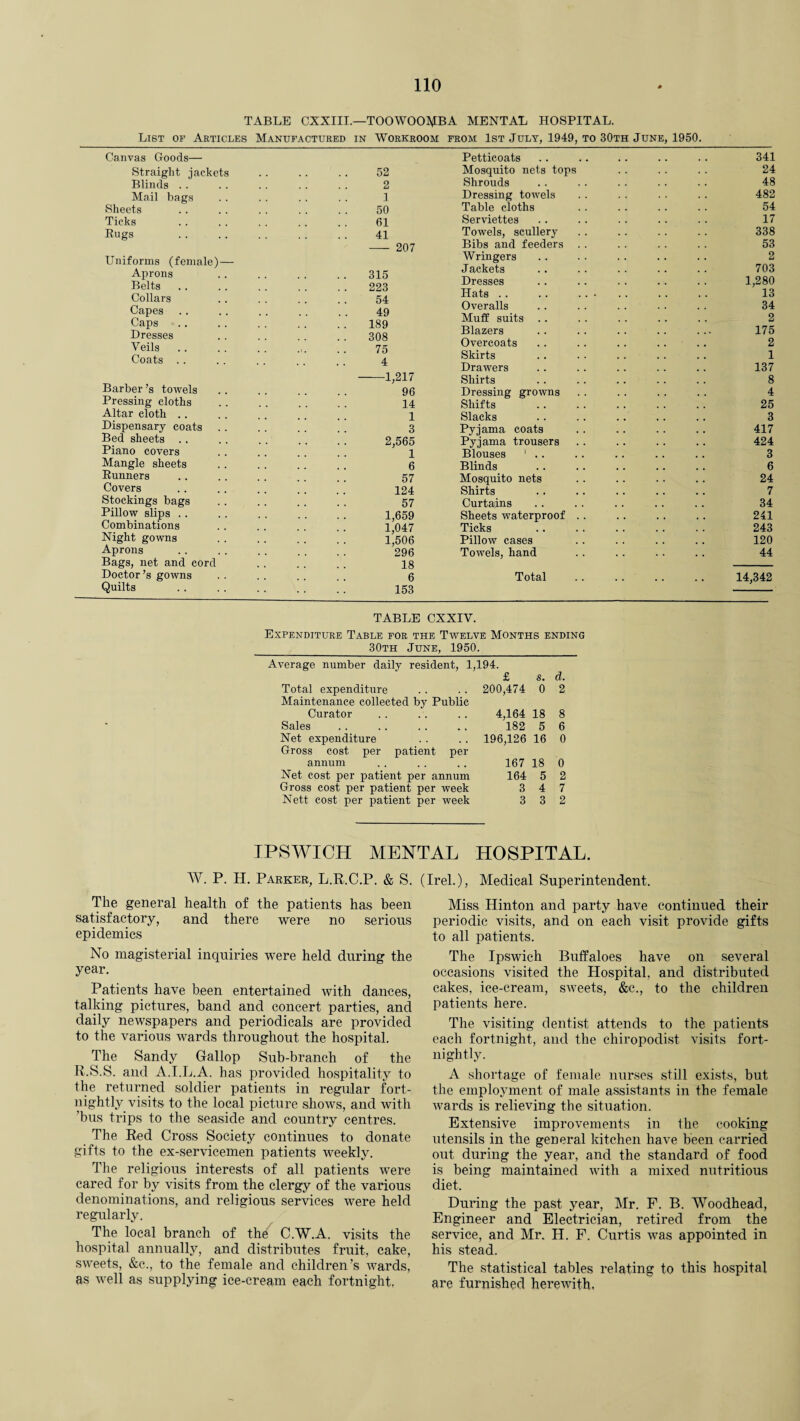 110
TABLE CXXIII.—TOOWOOMBA MENTAL HOSPITAL.
List of Articles Manufactured in Workroom from 1st July, 1949, to 30th June, 1950.
Canvas Goods—
Straight jackets .. .. .. 52
Blinds .. .. .. .. .. 2
Mail bags .. .. .. .. 1
Sheets .. .. .. .. .. 50
Ticks .. .. .. .. .. 61
Rugs .. .. .. .. .. 41
— 207
Uniforms (female)—
Aprons .. .. .. .. 315
Belts .. .. .. .. .. 223
Collars .. .. .. .. 54
Capes .. .. .. .. .. 49
Caps .. .. .. .. .. 189
Dresses .. .. .. .. 308
Veils .. .. .. .. .. 75
Coats .. .. .. .. .. 4
—1,217
Barber's towels .. .. .. .. 96
Pressing cloths .. .. .. .. 14
Altar cloth .. .. .. .. .. 1
Dispensary coats .. .. .. .. 3
Bed sheets .. .. .. .. .. 2,565
Piano covers .. .. .. .. 1
Mangle sheets .. .. .. .. 6
Runners .. .. .. .. .. 57
Covers .. .. .. .. .. 124
Stockings bags .. .. .. .. 57
Pillow slips .. .. .. .. .. 1,659
Combinations .. .. .. .. 1,047
Night gowns .. .. .. .. 1,506
Aprons .. .. .. .. .. 296
Bags, net and cord .. .. .. 18
Doctor's gowns .. .. .. .. 6
Quilts .. .. .. .. .. 153
Petticoats .. .. .. .. .. 341
Mosquito nets tops .. .. .. 24
Shrouds .. .. .. .. .. 48
Dressing towels .. .. .. .. 482
Table cloths .. .. .. .. 54
Serviettes .. .. .. .. .. 17
Towels, scullery .. .. .. .. 338
Bibs and feeders .. .. .. .. 53
Wringers .. .. .. .. .. 2
Jackets .. .. .. .. .. 703
Dresses .. .. .. .. .. 1,280
Hats .. .. .. .. .. .. 13
Overalls .. .. .. .. .. 34
Muff suits .. .. .. .. .. 2
Blazers .. .. .. .. .. 175
Overcoats .. .. .. .. .. 2
Skirts .. .. .. .. .. 1
Drawers .. .. .. .. .. 137
Shirts .. .. .. .. .. 8
Dressing grown .. .. .. .. 4
Shifts .. .. .. .. .. 25
Slacks .. .. .. .. .. 3
Pyjama coats .. .. .. .. 417
Pyjama trousers .. .. .. .. 424
Blouses .. .. .. .. .. 3
Blinds .. .. .. .. .. 6
Mosquito nets .. .. .. .. 24
Shirts .. .. .. .. .. 7
Curtains .. .. .. .. .. 34
Sheets waterproof .. .. .. .. 241
Ticks .. .. .. .. .. 243
Pillow cases .. .. .. .. 120
Towels, hand .. .. .. .. 44
Total .. .. .. .. 14,342
TABLE CXXIV.
Expenditure Table for the Twelve Months ending
30th June, 1950.
Average number daily resident, 1,194.
£ s. d.
Total expenditure .. .. 200,474 0 2
Maintenance collected by Public
Curator .. .. .. 4,164 18 8
Sales .. .. .. .. 182 5 6
Net expenditure .. .. 196,126 16 0
Gross cost per patient per
annum .. .. .. 167 18 0
Net cost per patient per annum 164 5 2
Gross cost per patient per week 3 4 7
Nett cost per patient per week 3 3 2
IPSWICH MENTAL HOSPITAL.
W. P. H. Parker, L.R.C.P. & S. (Irel.), Medical Superintendent.
The general health of the patients has been
satisfactory, and there were no serious
epidemics
No magisterial inquiries were held during the
year.
Patients have been entertained with dances,
talking pictures, band and concert parties, and
daily newspapers and periodicals are provided
to the various wards throughout the hospital.
The Sandy Gallop Sub-branch of the
R.S.S. and A.I.L.A. has provided hospitality to
the returned soldier patients in regular fort-
nightly visits to the local picture shows, and with
'bus trips to the seaside and country centres.
The Red Cross Society continues to donate
gifts to the ex-servicemen patients weekly.
The religious interests of all patients were
cared for by visits from the clergy of the various
denominations, and religious services were held
regularly.
The local branch of the C.W.A. visits the
hospital annually, and distributes fruit, cake,
sweets, &c., to the female and children's wards,
as well as supplying ice-cream each fortnight.
Miss Hinton and party have continued their
periodic visits, and on each visit provide gifts
to all patients.
The Ipswich Buffaloes have on several
occasions visited the Hospital, and distributed
cakes, ice-cream, sweets, &c., to the children
patients here.
The visiting dentist attends to the patients
each fortnight, and the chiropodist visits fort-
nightly.
A shortage of female nurses still exists, but
the employment of male assistants in the female
wards is relieving the situation.
Extensive improvements in the cooking
utensils in the general kitchen have been carried
out during the year, and the standard of food
is being maintained with a mixed nutritious
diet.
During the past year, Mr. F. B. Woodhead,
Engineer and Electrician, retired from the
service, and Mr. H. F. Curtis was appointed in
his stead.
The statistical tables relating to this hospital
are furnished herewith.